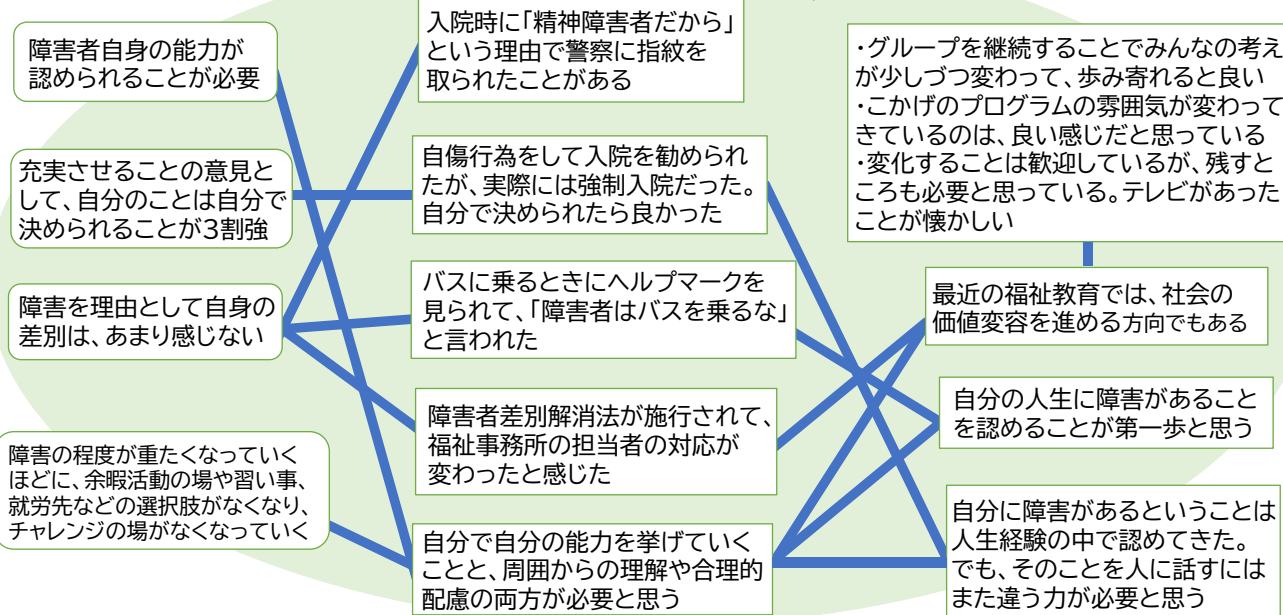 障害者自身の能力が
認められることが必要
充実させることの意見と
して、自分のことは自分で
決められることが3割強
障害を理由として自身の
差別は、あまり感じない
障害の程度が重たくなっていく
ほどに、余暇活動の場や習い事、
就労先などの選択肢がなくなり、
チャレンジの場がなくなっていく
入院時に「精神障害者だから」
という理由で警察に指紋を
取られたことがある
自傷行為をして入院を勧められ
たが、実際には強制入院だった。
自分で決められたら良かった
バスに乗るときにヘルプマークを
見られて、「障害者はバスを乗るな」
と言われた
障害者差別解消法が施行されて、
福祉事務所の担当者の対応が
変わったと感じた
自分で自分の能力を挙げていく
ことと、周囲からの理解や合理的
配慮の両方が必要と思う
・グループを継続することでみんなの考え
が少しづつ変わって、歩み寄れると良い
・こかげのプログラムの雰囲気が変わって
きているのは、良い感じだと思っている
・変化することは歓迎しているが、残すと
ころも必要と思っている。テレビがあった
ことが懐かしい
最近の福祉教育では、社会の
価値変容を進める方向でもある
自分の人生に障害があること
を認めることが第一歩と思う
自分に障害があるということは
人生経験の中で認めてきた。
でも、そのことを人に話すには
また違う力が必要と思う